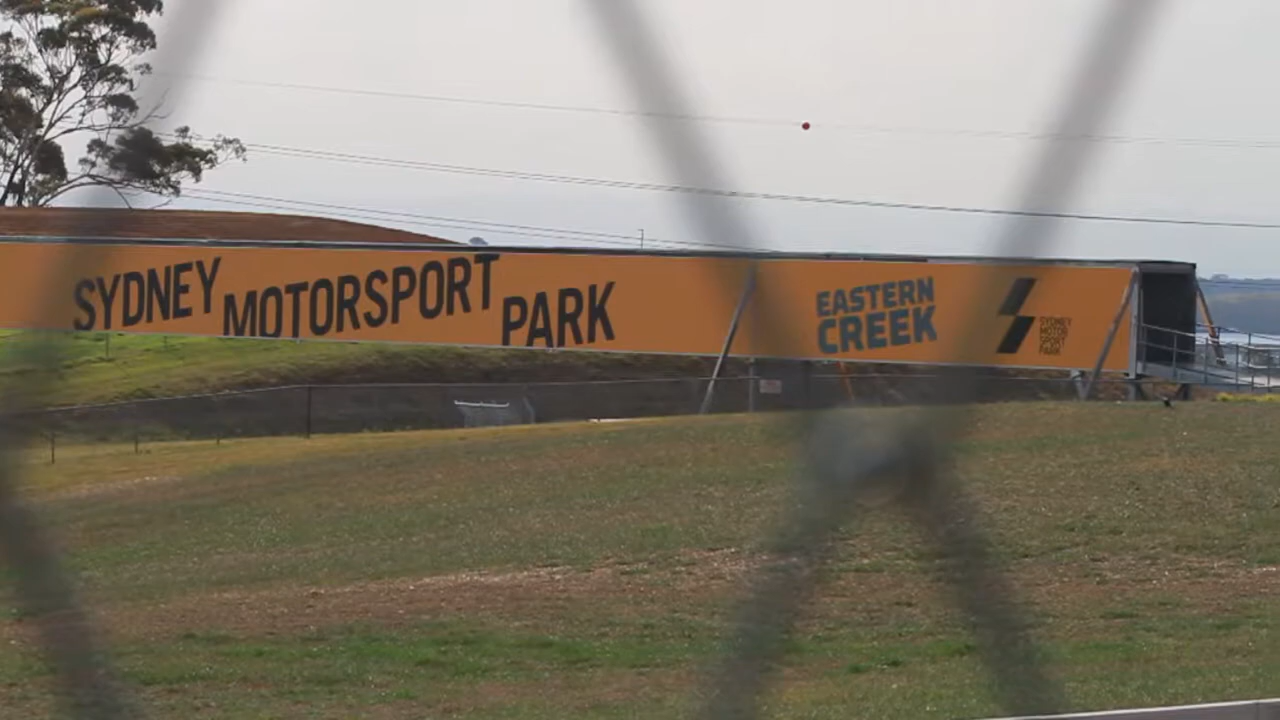 SYDNEY MOTORSPORT PARK
EASTERN
CREEK
SYDNEY
MOTOR
SPORT
PARK